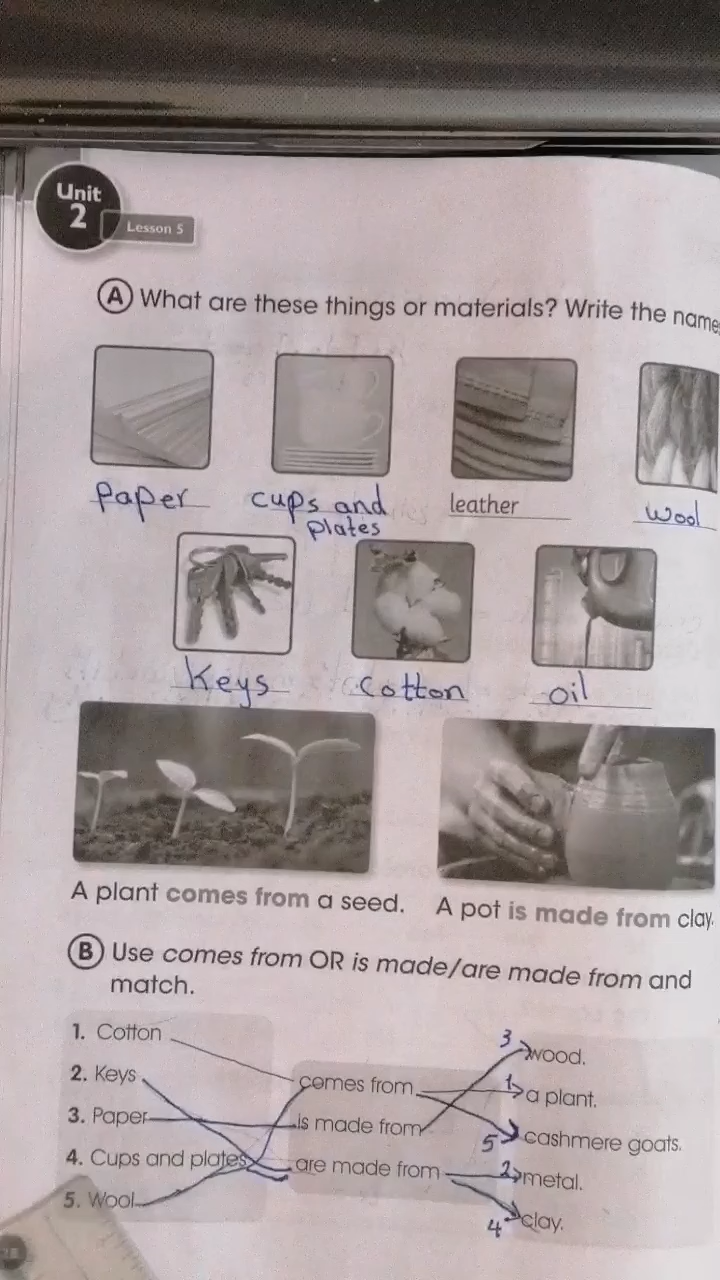 Unit
2
Lesson 5
A What are these things or materials? Write the name
paper
cups and
plates
leather
wool
Keys
cotton
oil
A plant comes from a seed.
A pot is made from clay.
B Use comes from OR is made/are made from and
match.
1. Cotton
2. Keys
3. Paper
4. Cups and plates
5. Wool
comes from
is made from
are made from
3 wood.
1 a plant.
5 cashmere goats.
2 metal.
4 clay.